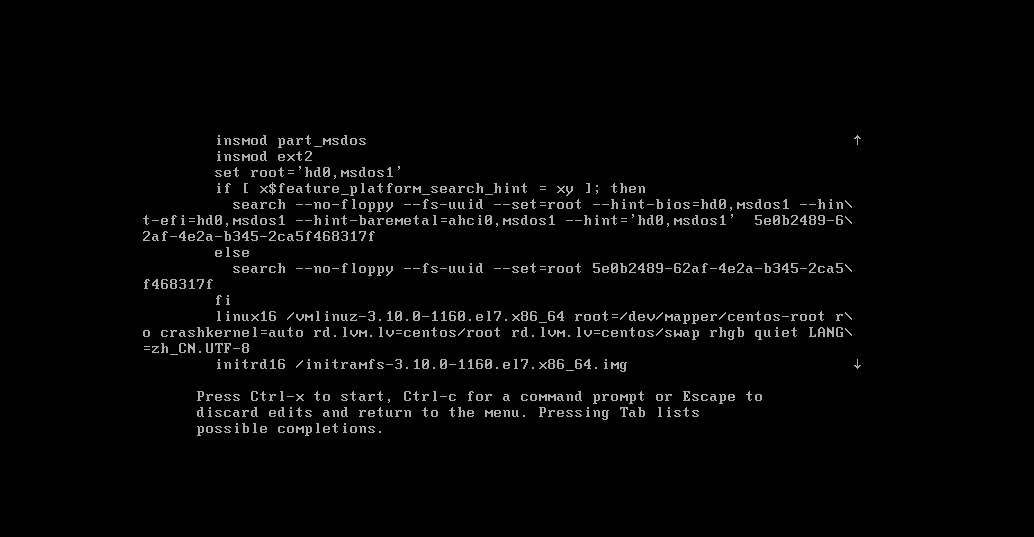 insmod part_msdos ↑
insmod ext2
set root='hd0,msdos1'
if [ x$feature_platform_search_hint = xy ]; then
search --no-floppy --fs-uuid --set=root --hint-bios=hd0,msdos1 --hin\
t-efi=hd0,msdos1 --hint-baremetal=ahci0,msdos1 --hint='hd0,msdos1'  5e0b2489-6\
2af-4e2a-b345-2ca5f468317f
else
search --no-floppy --fs-uuid --set=root 5e0b2489-62af-4e2a-b345-2ca5\
f468317f
fi
linux16 /vmlinuz-3.10.0-1160.el7.x86_64 root=/dev/mapper/centos-root r\
o crashkernel=auto rd.lvm.lv=centos/root rd.lvm.lv=centos/swap rhgb quiet LANG\
=zh_CN.UTF-8
initrd16 /initramfs-3.10.0-1160.el7.x86_64.img ↓
Press Ctrl-x to start, Ctrl-c for a command prompt or Escape to
discard edits and return to the menu. Pressing Tab lists
possible completions.